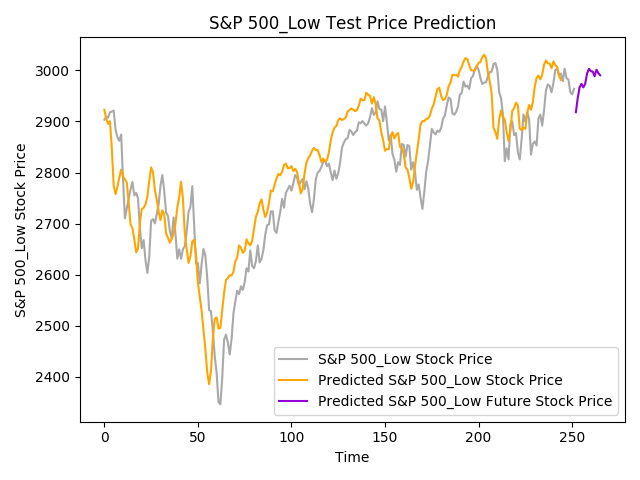 S&P 500_Low Test Price Prediction
S&P 500_Low Stock Price
3000
2900
2800
2700
2600
2500
2400
S&P 500_Low Stock Price
Predicted S&P 500_Low Stock Price
Predicted S&P 500_Low Future Stock Price
0
50
100
150
200
250
Time